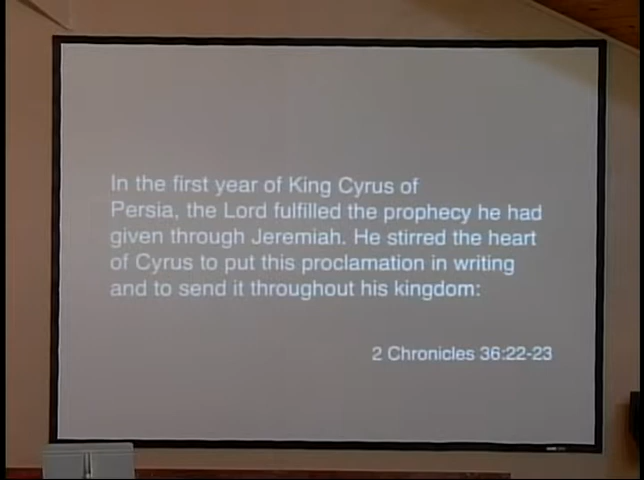 In the first year of King Cyrus of
Persia, the Lord fulfilled the prophecy he had
given through Jeremiah. He stirred the heart
of Cyrus to put this proclamation in writing
and to send it throughout his kingdom:
2 Chronicles 36:22-23